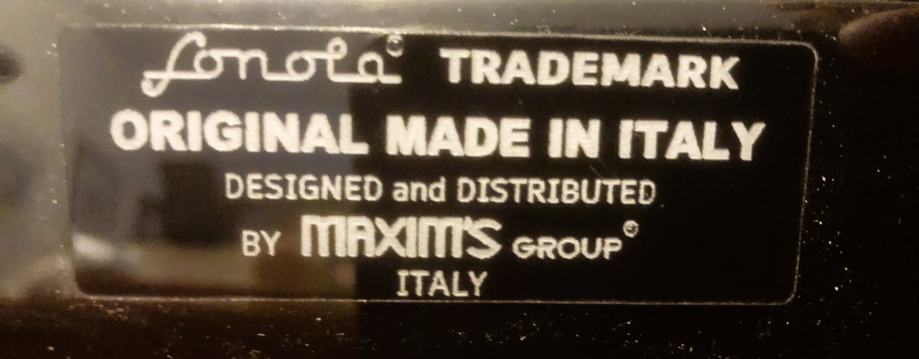 Sonola® TRADEMARK
ORIGINAL MADE IN ITALY
DESIGNED and DISTRIBUTED
BY MAXIM'S GROUP®
ITALY